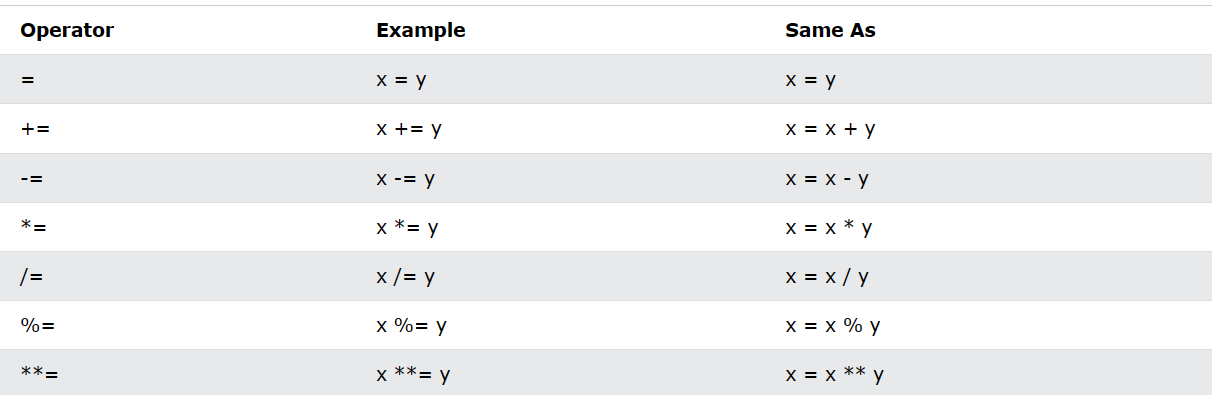 Operator Example Same As
= x = y x = y
+= x += y x = x + y
-= x -= y x = x - y
*= x *= y x = x * y
/= x /= y x = x / y
%= x %= y x = x % y
**= x **= y x = x ** y